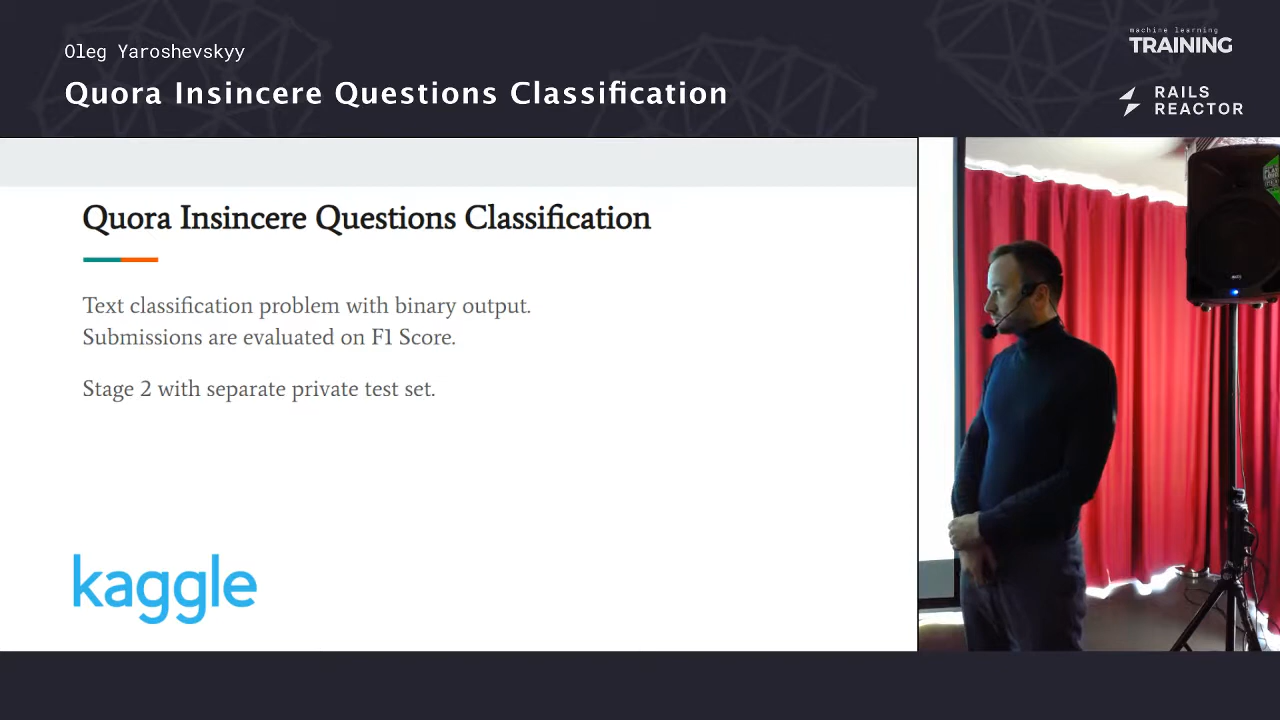 Oleg Yaroshevskyy
Quora Insincere Questions Classification
machine learning
TRAINING
RAILS
REACTOR
Quora Insincere Questions Classification
Text classification problem with binary output.
Submissions are evaluated on F1 Score.
Stage 2 with separate private test set.
kaggle